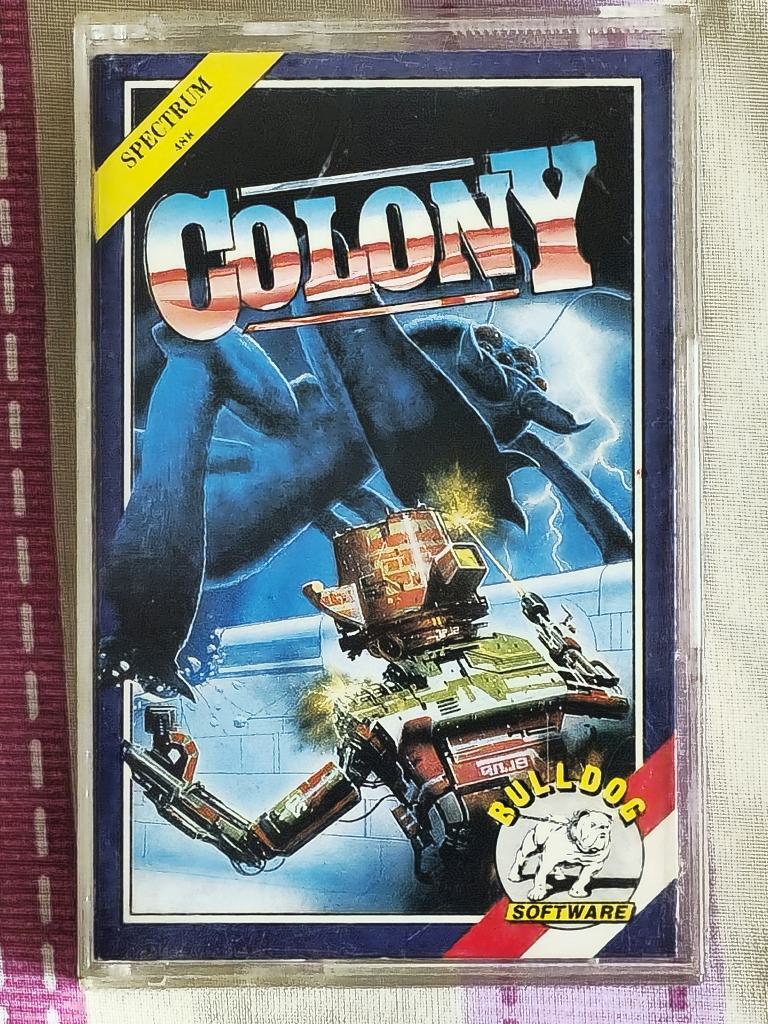 SPECTRUM
48K
COLONY
BULLDOG
SOFTWARE